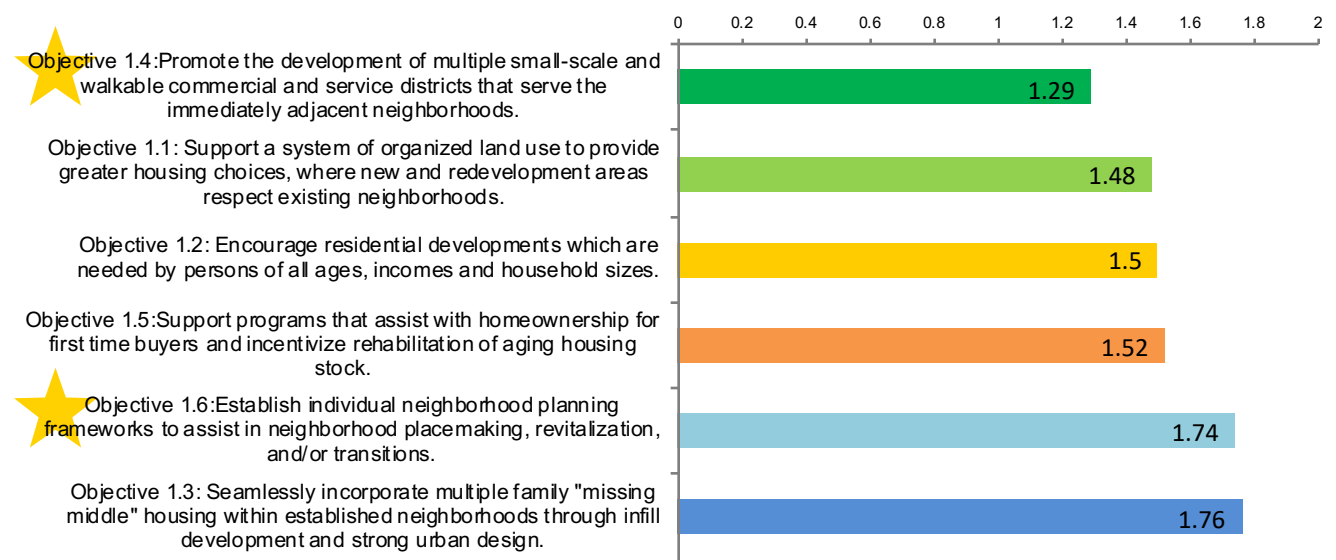 0 0.2 0.4 0.6 0.8 1 1.2 1.4 1.6 1.8 2
Objective 1.4:Promote the development of multiple small-scale and
walkable commercial and service districts that serve the
immediately adjacent neighborhoods.
1.29
Objective 1.1: Support a system of organized land use to provide
greater housing choices, where new and redevelopment areas
respect existing neighborhoods.
1.48
Objective 1.2: Encourage residential developments which are
needed by persons of all ages, incomes and household sizes.
1.5
Objective 1.5:Support programs that assist with homeownership for
first time buyers and incentivize rehabilitation of aging housing
stock.
1.52
Objective 1.6:Establish individual neighborhood planning
frameworks to assist in neighborhood placemaking, revitalization,
and/or transitions.
1.74
Objective 1.3: Seamlessly incorporate multiple family "missing
middle" housing within established neighborhoods through infill
development and strong urban design.
1.76